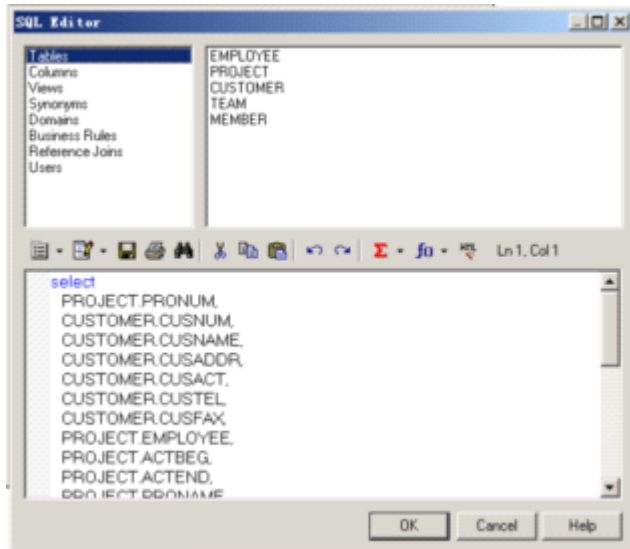 SQL Editor
Tables
Columns
Views
Synonyms
Domains
Business Rules
Reference Joins
Users
EMPLOYEE
PROJECT
CUSTOMER
TEAM
MEMBER
Ln 1, Col 1
select
PROJECT.PRONUM,
CUSTOMER.CUSNUM,
CUSTOMER.CUSNAME,
CUSTOMER.CUSADDR,
CUSTOMER.CUSACT,
CUSTOMER.CUSTEL,
CUSTOMER.CUSFAX,
PROJECT.EMPLOYEE,
PROJECT.ACTBEG,
PROJECT.ACTEND,
PROJECT.PRONAME
OK Cancel Help